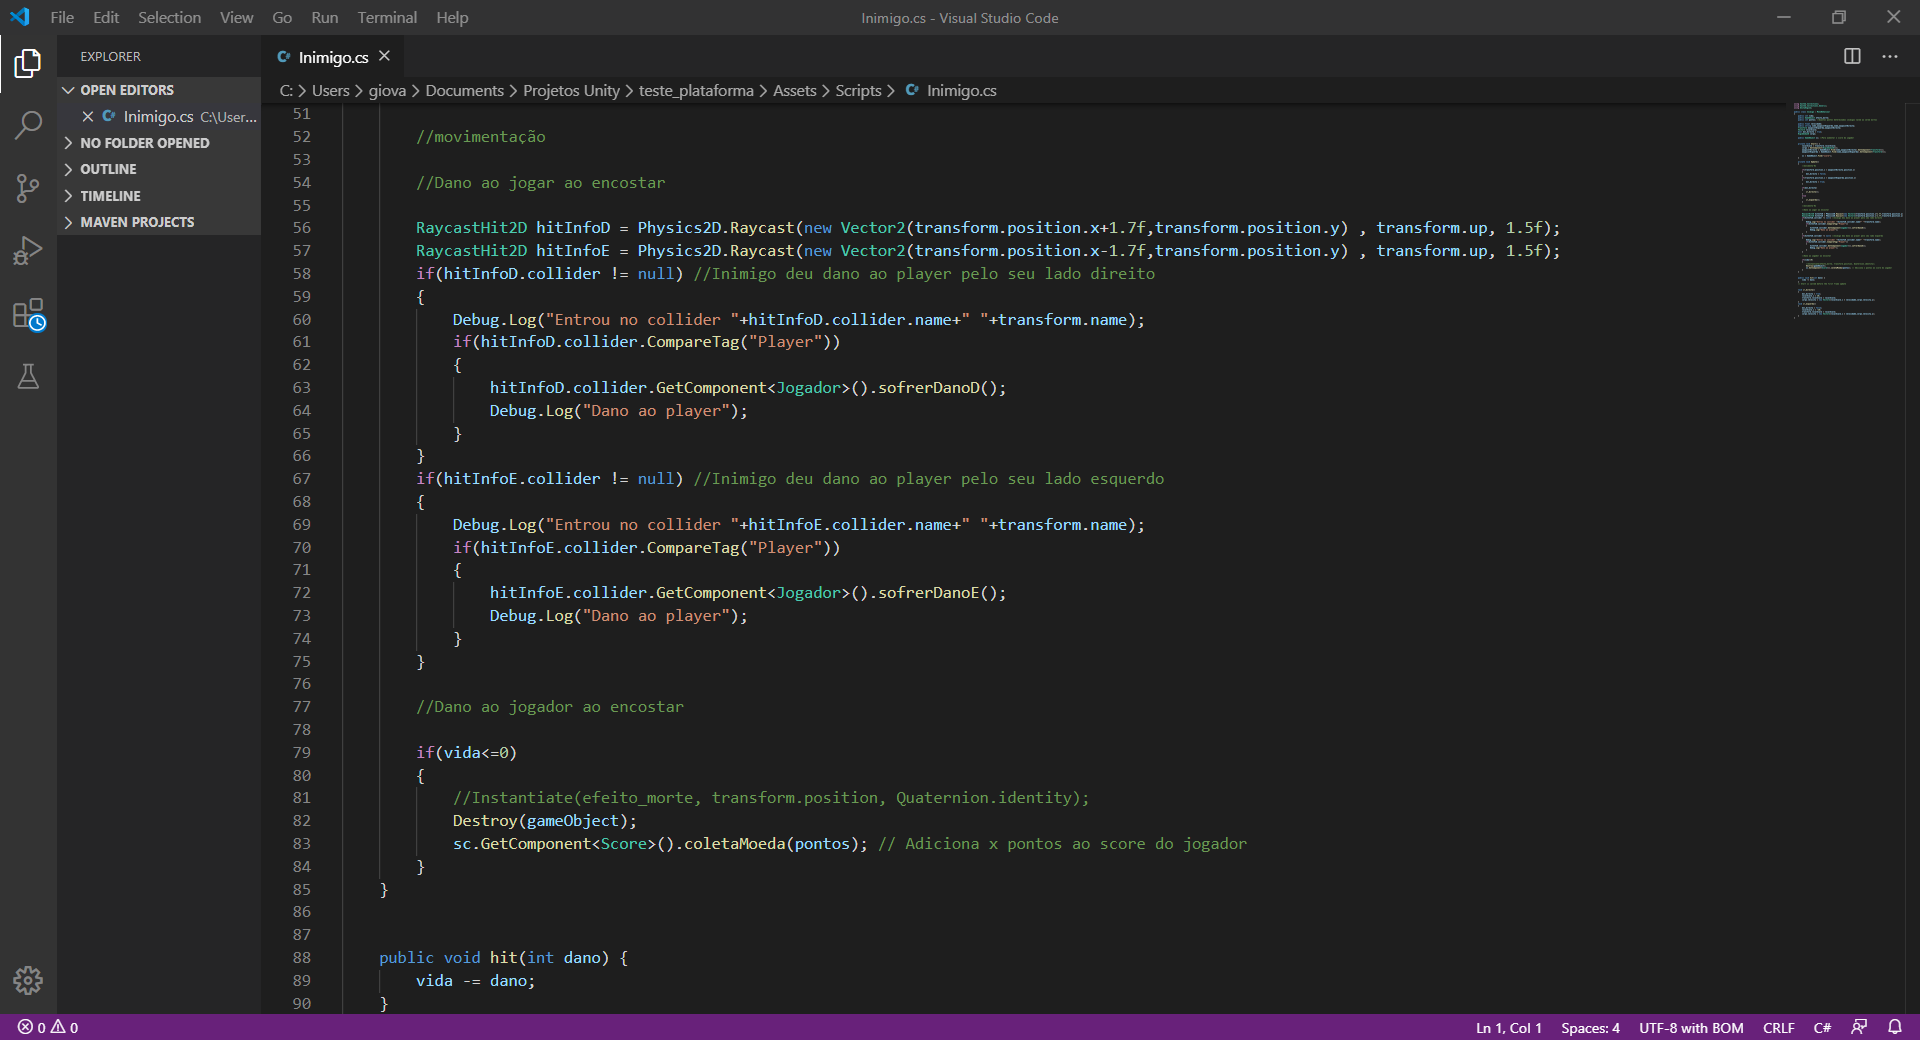 File Edit Selection View Go Run Terminal Help
Inimigo.cs - Visual Studio Code
EXPLORER
OPEN EDITORS
Inimigo.cs C:\User...
NO FOLDER OPENED
OUTLINE
TIMELINE
MAVEN PROJECTS
Inimigo.cs
C: > Users > giova > Documents > Projetos Unity > teste_plataforma > Assets > Scripts > Inimigo.cs
51
52 //movimentação
53
54 //Dano ao jogar ao encostar
55
56 RaycastHit2D hitInfoD = Physics2D.Raycast(new Vector2(transform.position.x+1.7f,transform.position.y) , transform.up, 1.5f);
57 RaycastHit2D hitInfoE = Physics2D.Raycast(new Vector2(transform.position.x-1.7f,transform.position.y) , transform.up, 1.5f);
58 if(hitInfoD.collider != null) //Inimigo deu dano ao player pelo seu lado direito
59 {
60 Debug.Log("Entrou no collider "+hitInfoD.collider.name+" "+transform.name);
61 if(hitInfoD.collider.CompareTag("Player"))
62 {
63 hitInfoD.collider.GetComponent<Jogador>().sofrerDanoD();
64 Debug.Log("Dano ao player");
65 }
66 }
67 if(hitInfoE.collider != null) //Inimigo deu dano ao player pelo seu lado esquerdo
68 {
69 Debug.Log("Entrou no collider "+hitInfoE.collider.name+" "+transform.name);
70 if(hitInfoE.collider.CompareTag("Player"))
71 {
72 hitInfoE.collider.GetComponent<Jogador>().sofrerDanoE();
73 Debug.Log("Dano ao player");
74 }
75 }
76
77 //Dano ao jogador ao encostar
78
79 if(vida<=0)
80 {
81 //Instantiate(efeito_morte, transform.position, Quaternion.identity);
82 Destroy(gameObject);
83 sc.GetComponent<Score>().coletaMoeda(pontos); // Adiciona x pontos ao score do jogador
84 }
85 }
86
87
88 public void hit(int dano) {
89 vida -= dano;
90 }
0 0
Ln 1, Col 1 Spaces: 4 UTF-8 with BOM CRLF C#